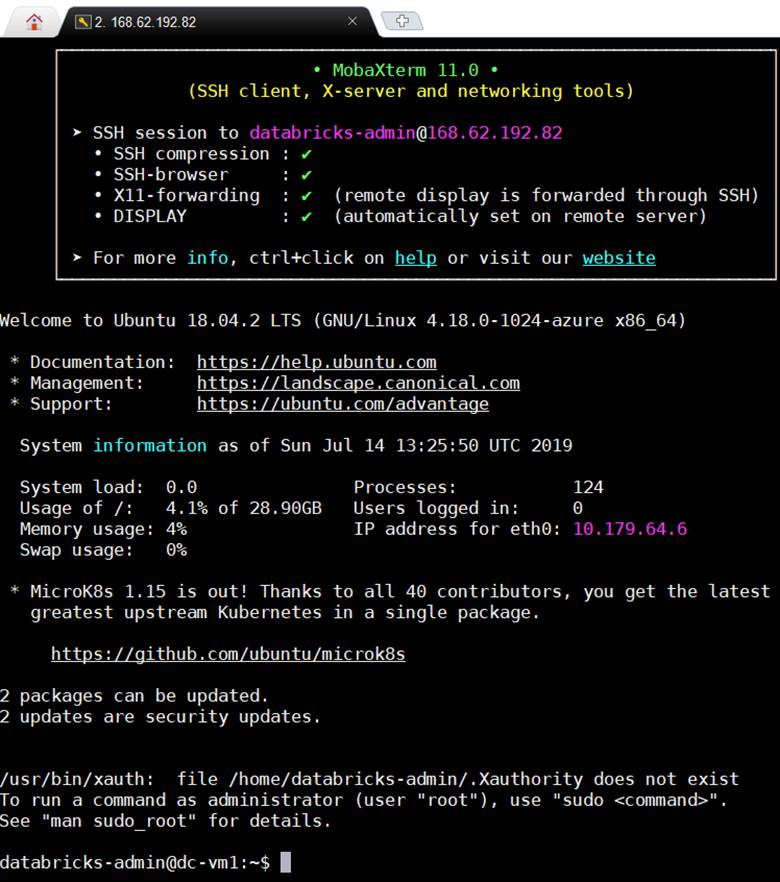 2. 168.62.192.82
• MobaXterm 11.0 •
(SSH client, X-server and networking tools)
➤ SSH session to databricks-admin@168.62.192.82
• SSH compression : ✔
• SSH-browser     : ✔
• X11-forwarding  : ✔  (remote display is forwarded through SSH)
• DISPLAY         : ✔  (automatically set on remote server)
➤ For more info, ctrl+click on help or visit our website
Welcome to Ubuntu 18.04.2 LTS (GNU/Linux 4.18.0-1024-azure x86_64)
* Documentation:  https://help.ubuntu.com
* Management:     https://landscape.canonical.com
* Support:        https://ubuntu.com/advantage
System information as of Sun Jul 14 13:25:50 UTC 2019
System load:  0.0               Processes:           124
Usage of /:   4.1% of 28.90GB   Users logged in:     0
Memory usage: 4%                IP address for eth0: 10.179.64.6
Swap usage:   0%
* MicroK8s 1.15 is out! Thanks to all 40 contributors, you get the latest
greatest upstream Kubernetes in a single package.
https://github.com/ubuntu/microk8s
2 packages can be updated.
2 updates are security updates.
/usr/bin/xauth:  file /home/databricks-admin/.Xauthority does not exist
To run a command as administrator (user "root"), use "sudo <command>".
See "man sudo_root" for details.
databricks-admin@dc-vm1:~$